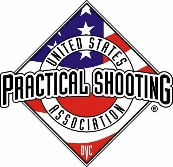 UNITED STATES
PRACTICAL SHOOTING
®
ASSOCIATION
DVC